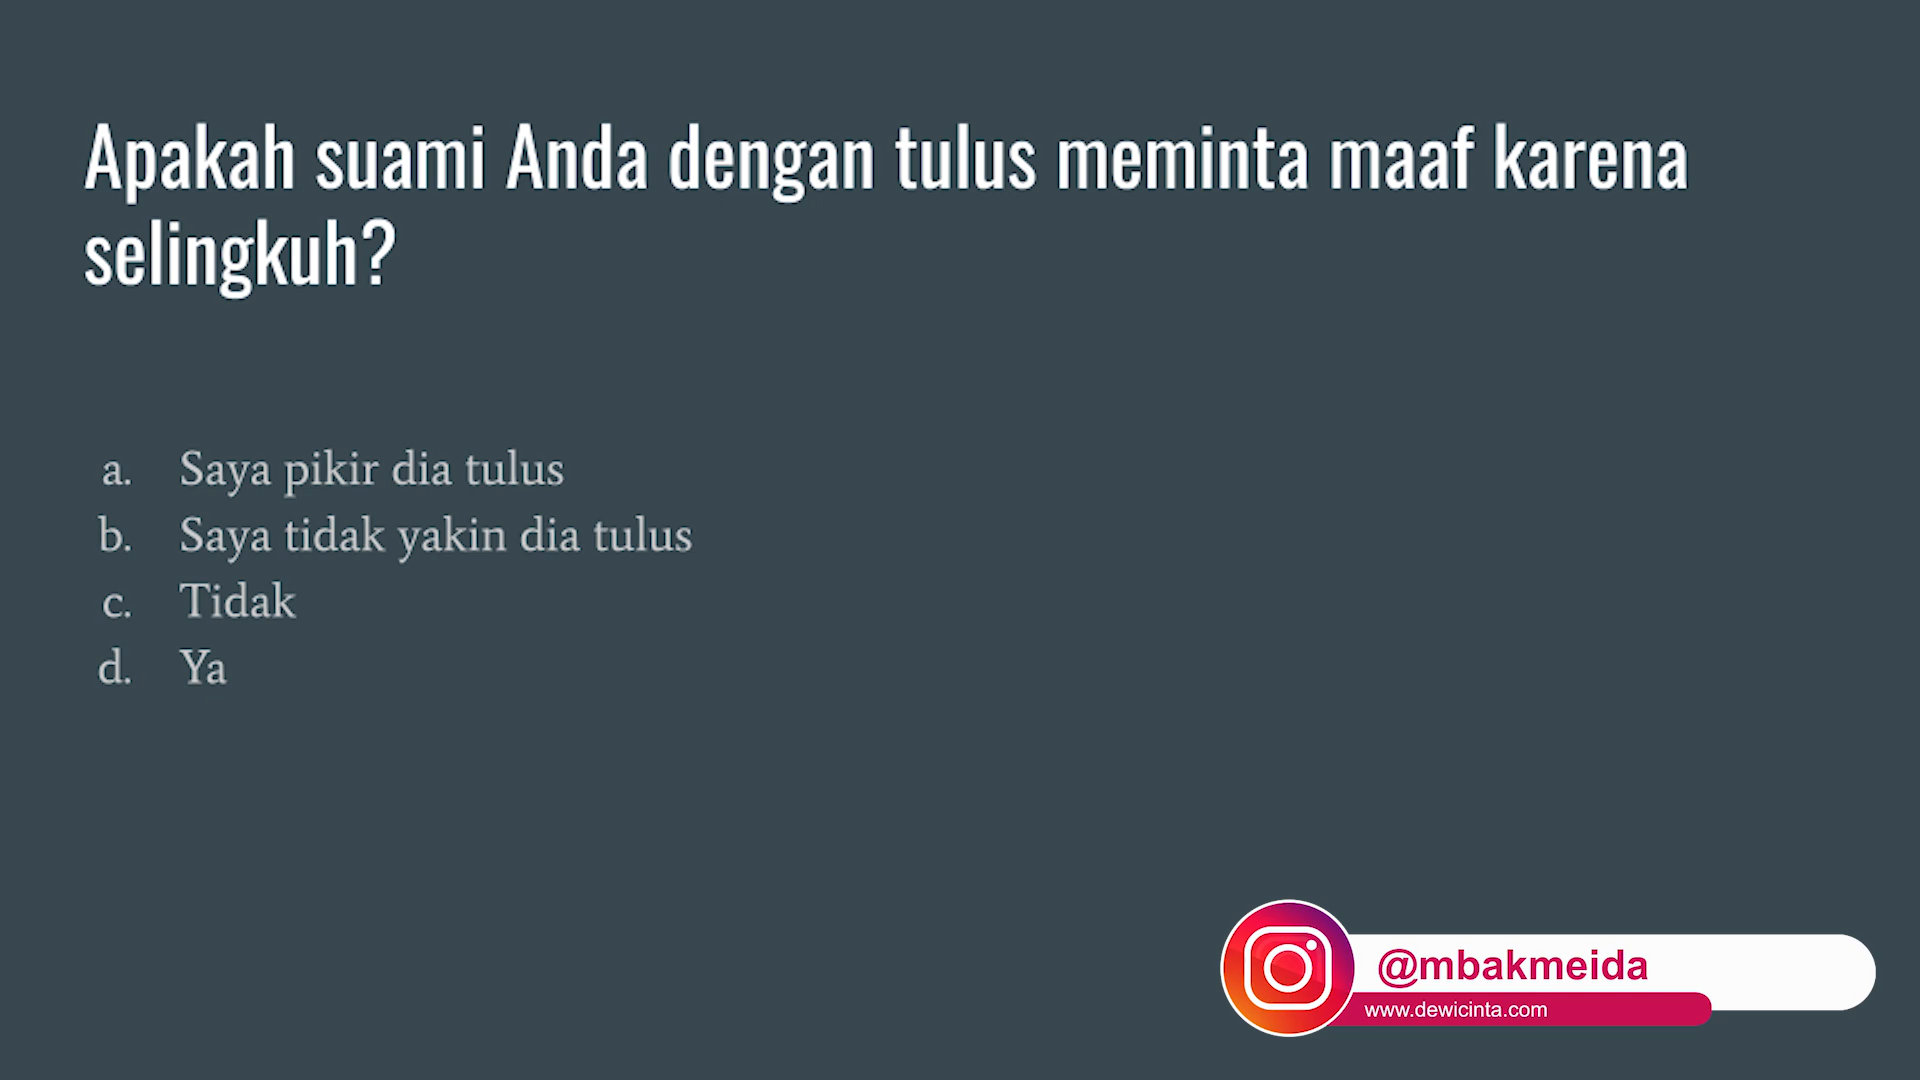 Apakah suami Anda dengan tulus meminta maaf karena
selingkuh?
a. Saya pikir dia tulus
b. Saya tidak yakin dia tulus
c. Tidak
d. Ya
@mbakmeida
www.dewicinta.com